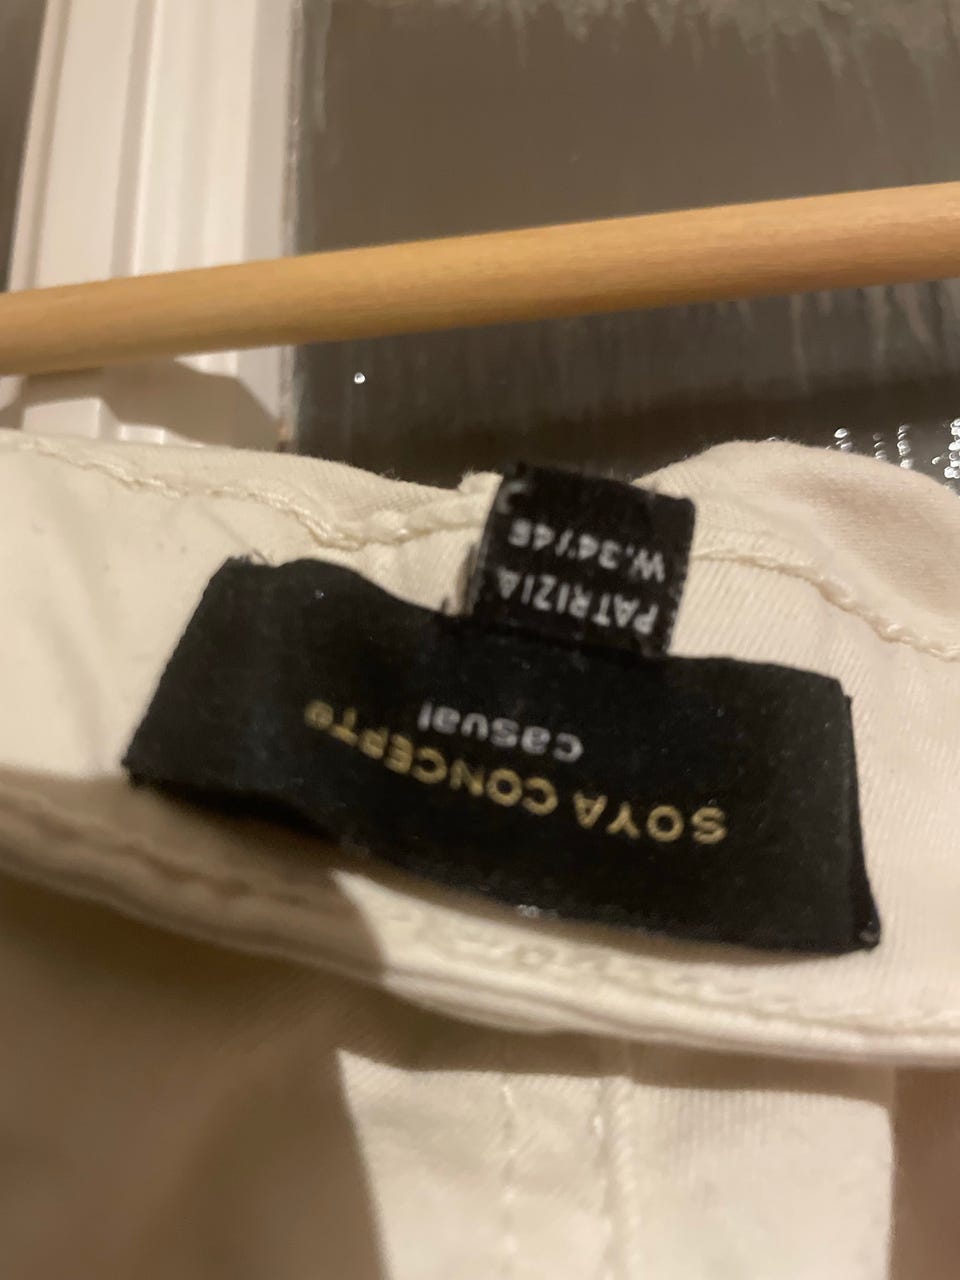 SOYA CONCEPT®
casual
PATRIZIA
W.34/46